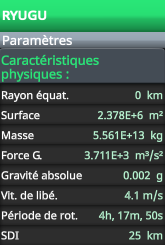 RYUGU
Paramètres
Caractéristiques
physiques :
Rayon équat. 0 km
Surface 2.378E+6 m²
Masse 5.561E+13 kg
Force G. 3.711E+3 m³/s²
Gravité absolue 0.002 g
Vit. de libé. 4.1 m/s
Période de rot. 4h, 17m, 50s
SDI 25 km